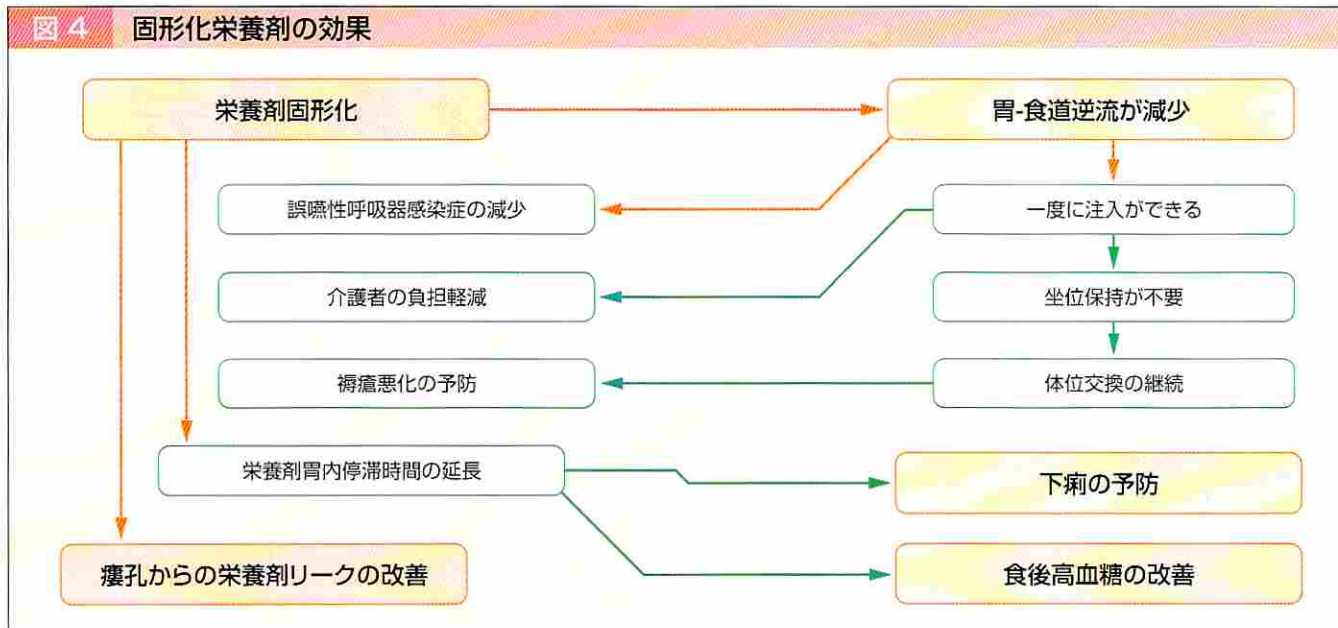 図 4 固形化栄養剤の効果
栄養剤固形化
胃-食道逆流が減少
誤嚥性呼吸器感染症の減少
一度に注入ができる
介護者の負担軽減
坐位保持が不要
褥瘡悪化の予防
体位交換の継続
栄養剤胃内停滞時間の延長
下痢の予防
瘻孔からの栄養剤リークの改善
食後高血糖の改善